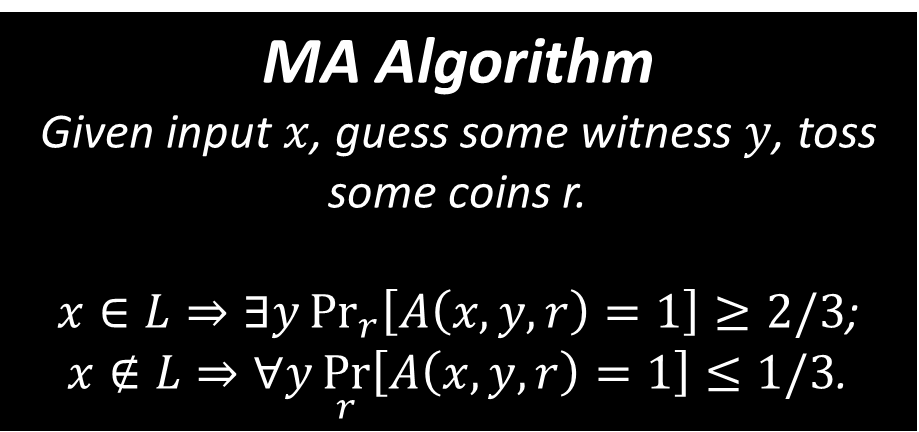 MA Algorithm
Given input x, guess some witness y, toss
some coins r.
x ∈ L ⇒ ∃y Pr_r[A(x, y, r) = 1] ≥ 2/3;
x ∉ L ⇒ ∀y Pr_r[A(x, y, r) = 1] ≤ 1/3.